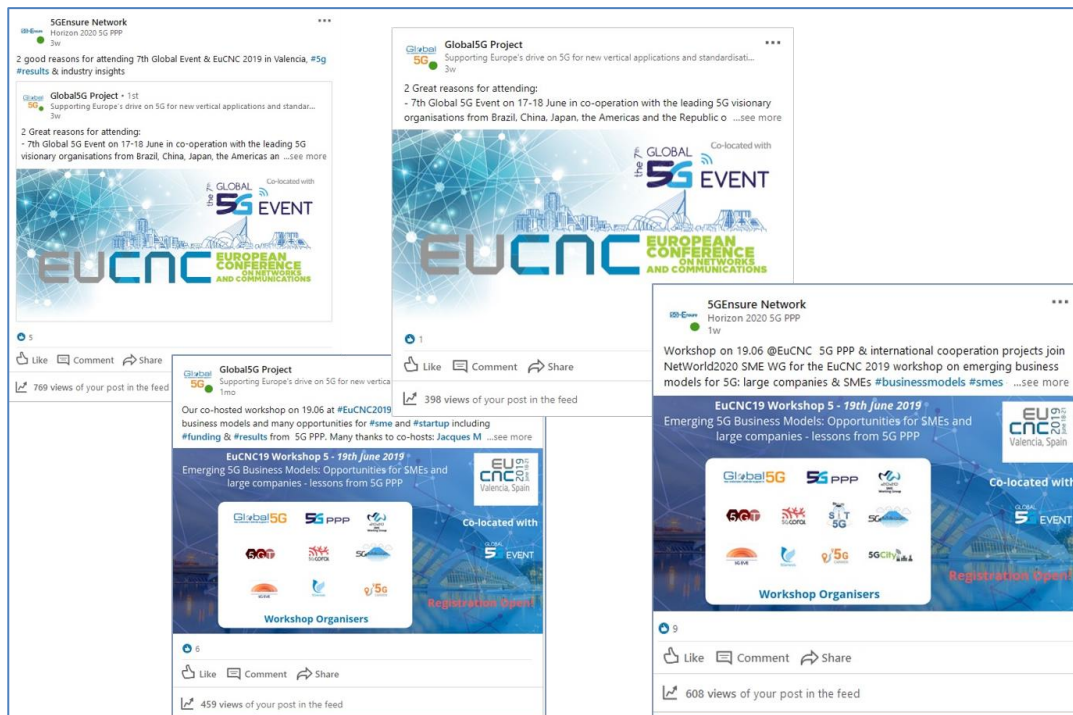 5GEnsure Network
Horizon 2020 5G PPP
3w
2 good reasons for attending 7th Global Event & EuCNC 2019 in Valencia, #5g
#results & industry insights
Global5G Project • 1st
Supporting Europe's drive on 5G for new vertical applications and standar...
3w
2 Great reasons for attending:
- 7th Global 5G Event on 17-18 June in co-operation with the leading 5G
visionary organisations from Brazil, China, Japan, the Americas an ...see more
the 7th GLOBAL 5G EVENT
Co-located with
EUCNC EUROPEAN CONFERENCE ON NETWORKS AND COMMUNICATIONS
5
Like Comment Share
769 views of your post in the feed
Global5G Project
Supporting Europe's drive on 5G for new vertical applications and standardisati...
3w
2 Great reasons for attending:
- 7th Global 5G Event on 17-18 June in co-operation with the leading 5G visionary
organisations from Brazil, China, Japan, the Americas and the Republic o ...see more
the 7th GLOBAL 5G EVENT
Co-located with
EUCNC EUROPEAN CONFERENCE ON NETWORKS AND COMMUNICATIONS
1
Like Comment Share
398 views of your post in the feed
Global5G Project
Supporting Europe's drive on 5G for new vertica
1mo
Our co-hosted workshop on 19.06 at #EuCNC2019
business models and many opportunities for #sme and #startup including
#funding & #results from 5G PPP. Many thanks to co-hosts: Jacques M ...see more
EuCNC19 Workshop 5 - 19th June 2019
Emerging 5G Business Models: Opportunities for SMEs and
large companies - lessons from 5G PPP
EUCNC 2019
Valencia, Spain
Global5G 5G PPP
Co-located with
GLOBAL 5G EVENT
Registration Open!
Workshop Organisers
6
Like Comment Share
459 views of your post in the feed
5GEnsure Network
Horizon 2020 5G PPP
1w
Workshop on 19.06 @EuCNC 5G PPP & international cooperation projects join
NetWorld2020 SME WG for the EuCNC 2019 workshop on emerging business
models for 5G: large companies & SMEs #businessmodels #smes ...see more
EuCNC19 Workshop 5 - 19th June 2019
Emerging 5G Business Models: Opportunities for SMEs and
large companies - lessons from 5G PPP
EUCNC 2019
Valencia, Spain
Global5G 5G PPP
Co-located with
5GCity
GLOBAL 5G EVENT
Registration Open!
Workshop Organisers
9
Like Comment Share
608 views of your post in the feed